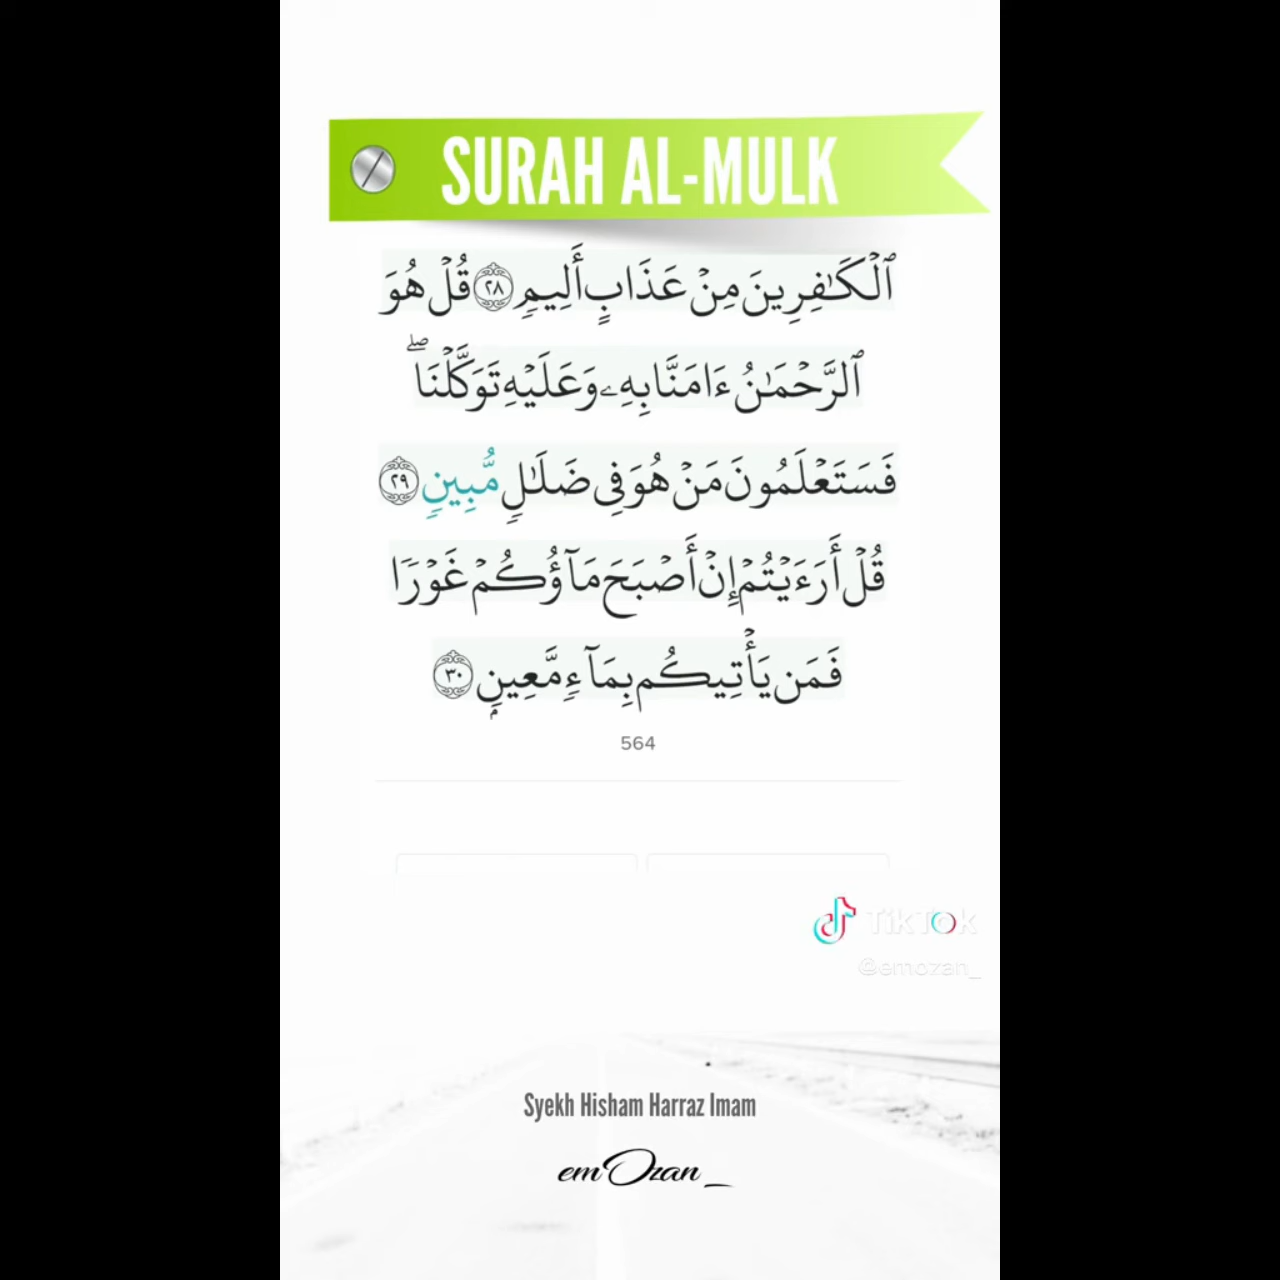 SURAH AL-MULK
ٱلْكَـٰفِرِينَ مِنْ عَذَابٍ أَلِيمٍ ٢٨ قُلْ هُوَ
ٱلرَّحْمَـٰنُ ءَامَنَّا بِهِۦ وَعَلَيْهِ تَوَكَّلْنَا ۖ
فَسَتَعْلَمُونَ مَنْ هُوَ فِى ضَلَـٰلٍ مُّبِينٍ ٢٩
قُلْ أَرَءَيْتُمْ إِنْ أَصْبَحَ مَآؤُكُمْ غَوْرًا
فَمَن يَأْتِيكُم بِمَآءٍ مَّعِينٍۭ ٣٠
564
TikTok
@emozan_
Syekh Hisham Harraz Imam
emOzan_